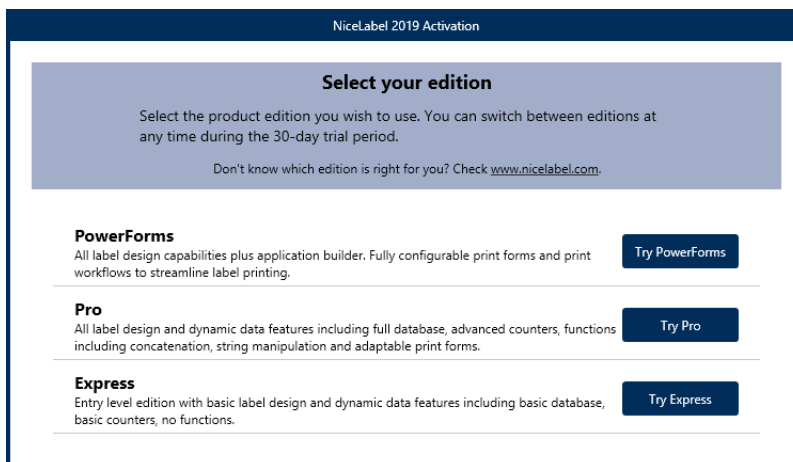 NiceLabel 2019 Activation
Select your edition
Select the product edition you wish to use. You can switch between editions at
any time during the 30-day trial period.
Don't know which edition is right for you? Check www.nicelabel.com.
PowerForms
All label design capabilities plus application builder. Fully configurable print forms and print
workflows to streamline label printing.
Try PowerForms
Pro
All label design and dynamic data features including full database, advanced counters, functions
including concatenation, string manipulation and adaptable print forms.
Try Pro
Express
Entry level edition with basic label design and dynamic data features including basic database,
basic counters, no functions.
Try Express